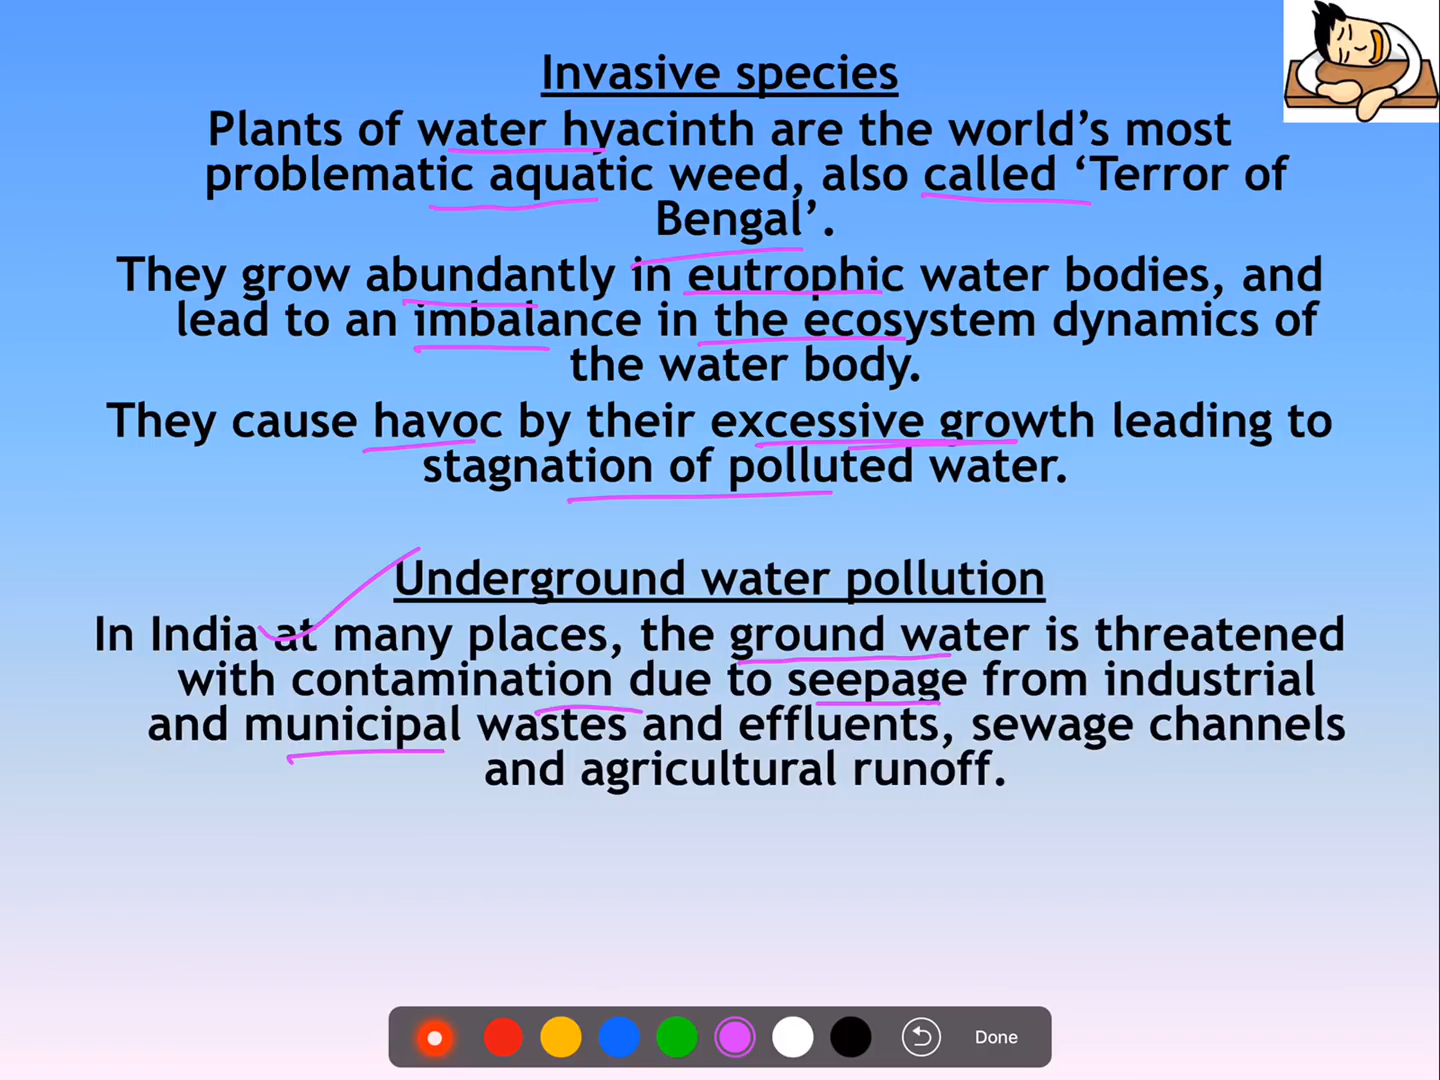 Invasive species
Plants of water hyacinth are the world’s most
problematic aquatic weed, also called ‘Terror of
Bengal’.
They grow abundantly in eutrophic water bodies, and
lead to an imbalance in the ecosystem dynamics of
the water body.
They cause havoc by their excessive growth leading to
stagnation of polluted water.
Underground water pollution
In India at many places, the ground water is threatened
with contamination due to seepage from industrial
and municipal wastes and effluents, sewage channels
and agricultural runoff.
Done